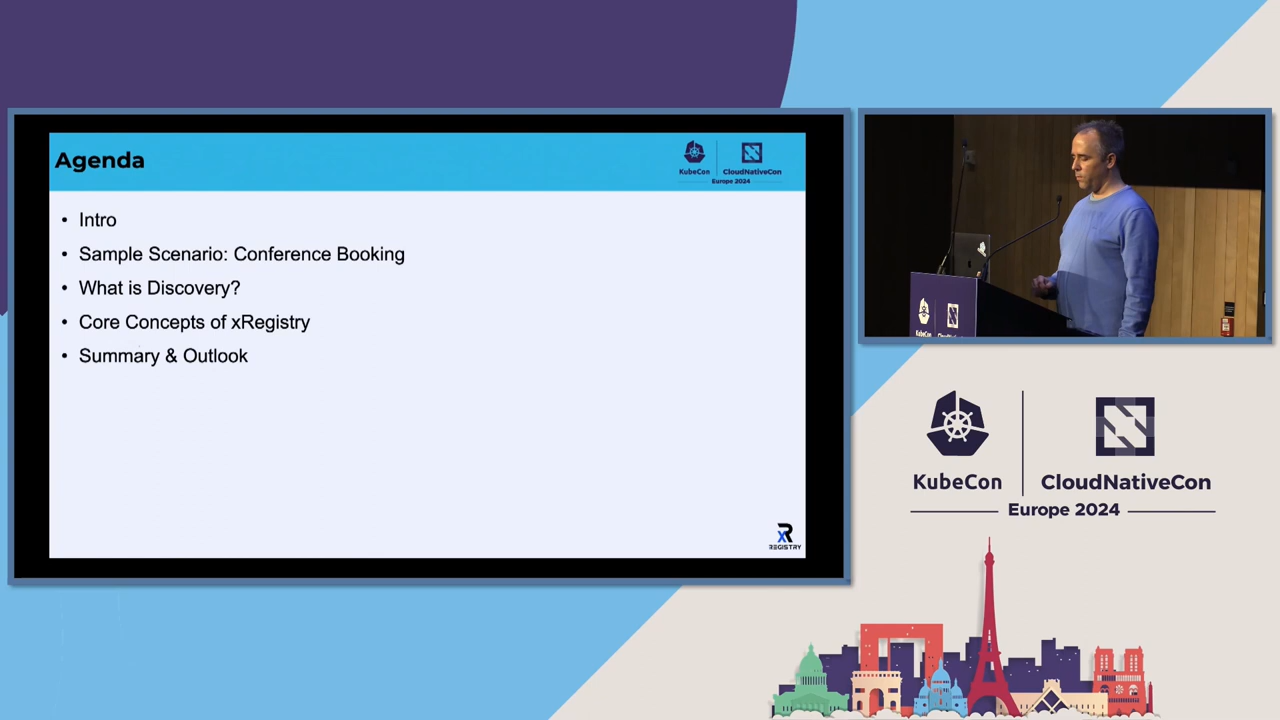 Agenda
KubeCon
CloudNativeCon
Europe 2024
• Intro
• Sample Scenario: Conference Booking
• What is Discovery?
• Core Concepts of xRegistry
• Summary & Outlook
xR
REGISTRY
KubeCon
CloudNativeCon
Europe 2024